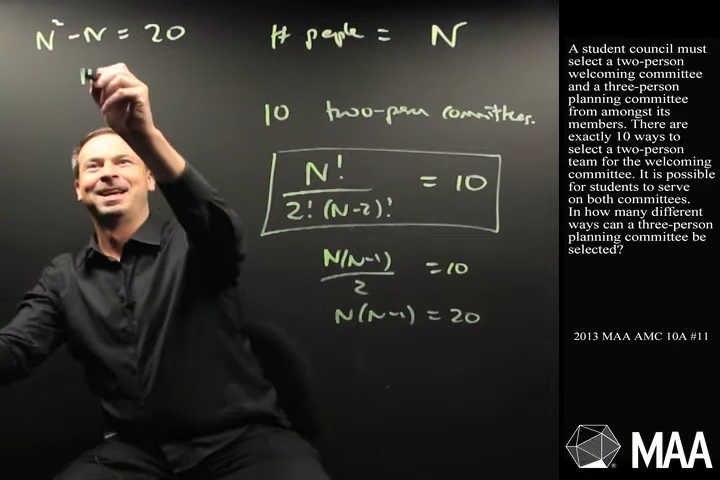 N² - N = 20
# people = N
10 two-person committees.
N!
2! (N-2)!
= 10
N(N-1)
2
= 10
N(N-1) = 20
A student council must
select a two-person
welcoming committee
and a three-person
planning committee
from amongst its
members. There are
exactly 10 ways to
select a two-person
team for the welcoming
committee. It is possible
for students to serve
on both committees.
In how many different
ways can a three-person
planning committee be
selected?
2013 MAA AMC 10A #11
MAA